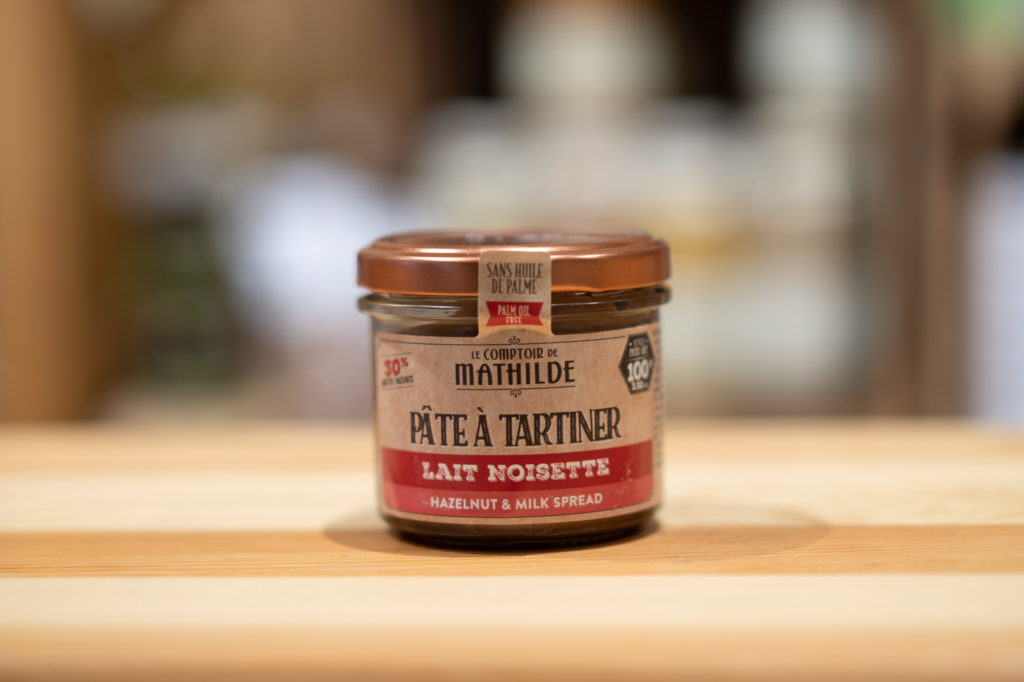 SANS HUILE
DE PALME
PALM OIL
FREE
LE COMPTOIR DE
MATHILDE
30%
100
PÂTE À TARTINER
LAIT NOISETTE
HAZELNUT & MILK SPREAD